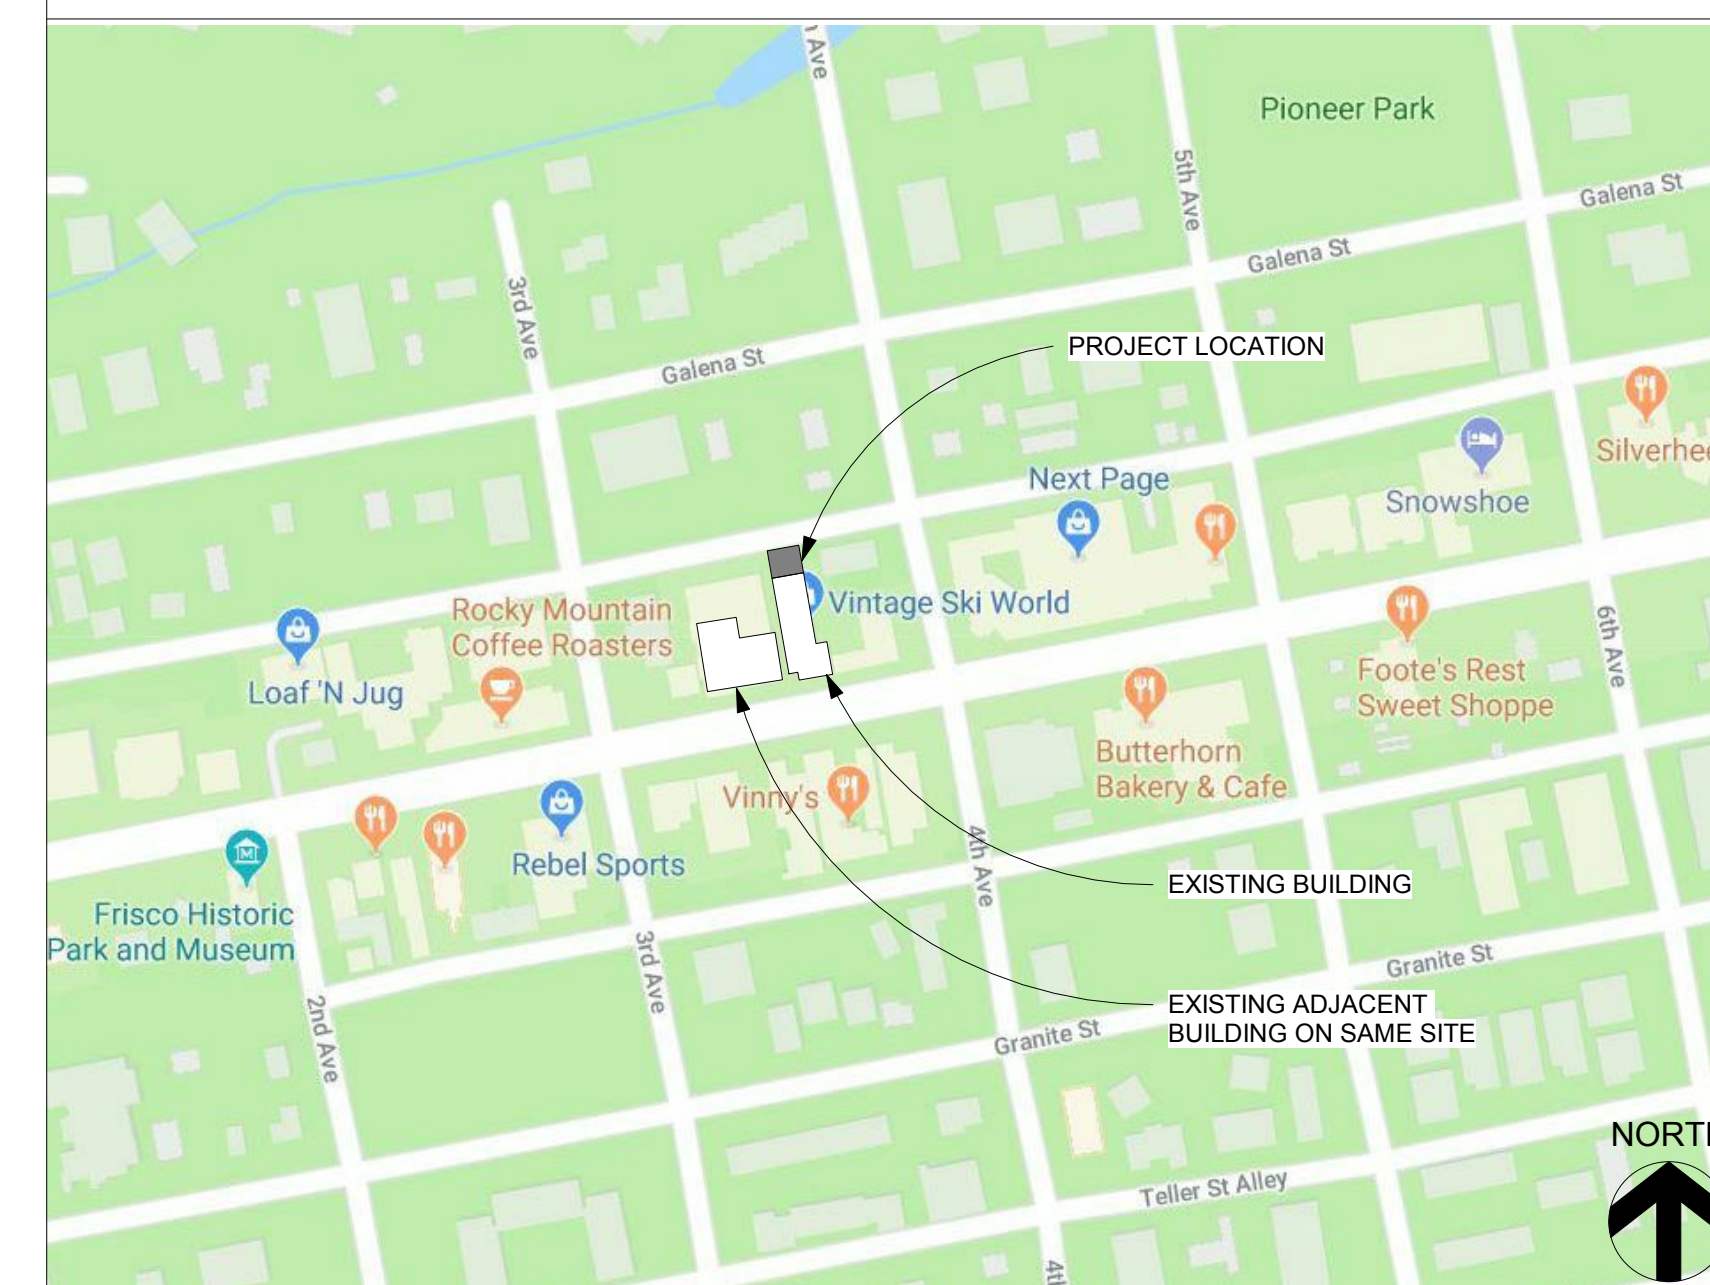 Ave
Pioneer Park
5th Ave
Galena St
Galena St
3rd Ave
PROJECT LOCATION
Galena St
Next Page
Snowshoe
Rocky Mountain
Coffee Roasters
Vintage Ski World
6th Ave
Loaf 'N Jug
Foote's Rest
Sweet Shoppe
Butterhorn
Bakery & Cafe
Vinny's
4th Ave
Rebel Sports
EXISTING BUILDING
Frisco Historic
Park and Museum
M
3rd Ave
Granite St
2nd Ave
EXISTING ADJACENT
BUILDING ON SAME SITE
Granite St
Teller St Alley